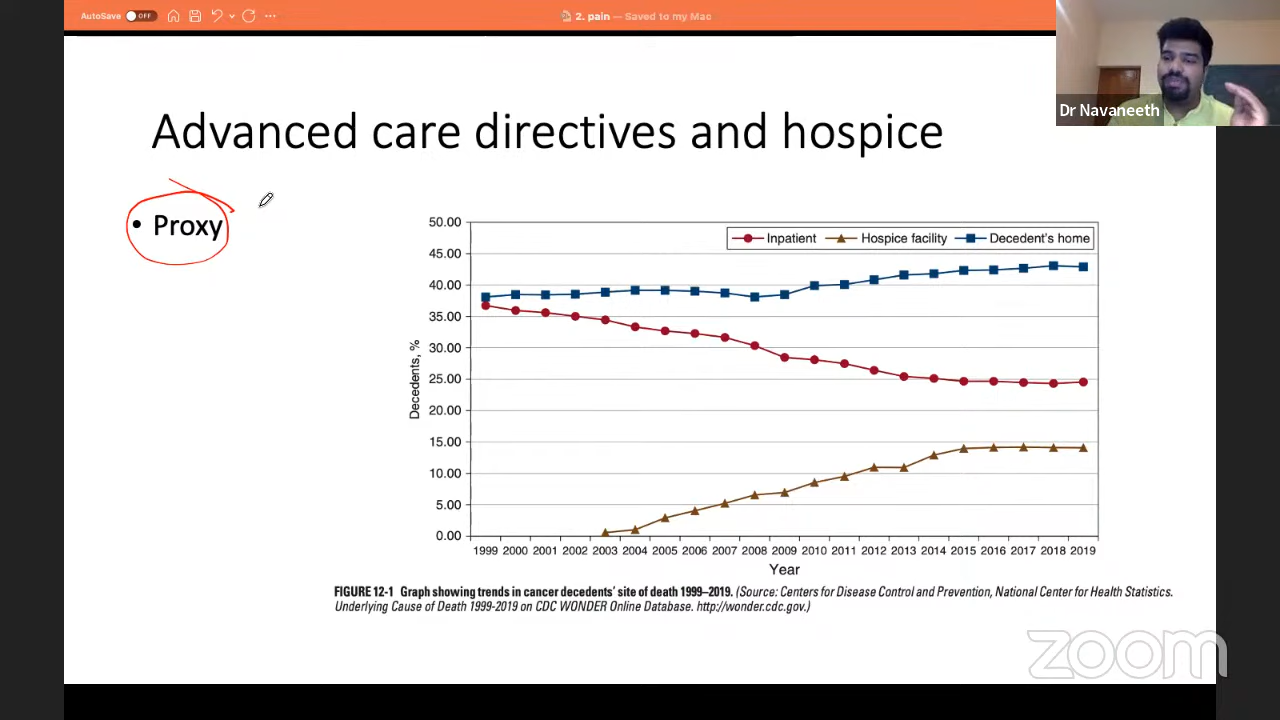 AutoSave OFF
2. pain — Saved to my Mac
Dr Navaneeth
Advanced care directives and hospice
• Proxy
Inpatient Hospice facility Decedent's home
50.00
45.00
40.00
35.00
30.00
25.00
20.00
15.00
10.00
5.00
0.00
Decedents, %
1999 2000 2001 2002 2003 2004 2005 2006 2007 2008 2009 2010 2011 2012 2013 2014 2015 2016 2017 2018 2019
Year
FIGURE 12-1 Graph showing trends in cancer decedents' site of death 1999–2019. (Source: Centers for Disease Control and Prevention, National Center for Health Statistics.
Underlying Cause of Death 1999-2019 on CDC WONDER Online Database. http://wonder.cdc.gov.)
zoom